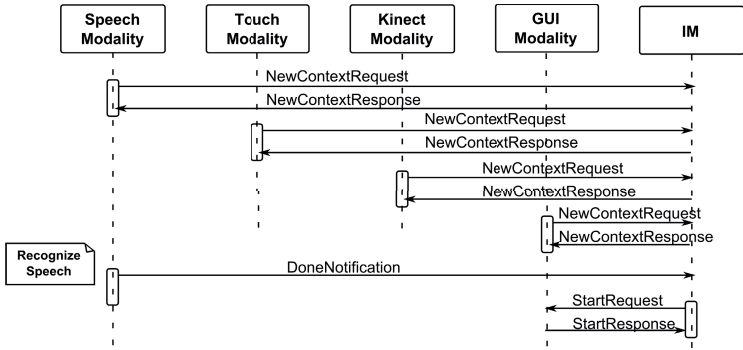 Speech
Modality
Touch
Modality
Kinect
Modality
GUI
Modality
IM
NewContextRequest
NewContextResponse
NewContextRequest
NewContextResponse
NewContextRequest
NewContextResponse
NewContextRequest
NewContextResponse
Recognize
Speech
DoneNotification
StartRequest
StartResponse